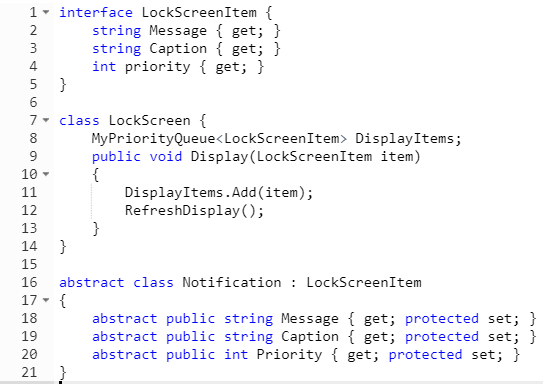 1 interface LockScreenItem {
2 string Message { get; }
3 string Caption { get; }
4 int priority { get; }
5 }
6
7 class LockScreen {
8 MyPriorityQueue<LockScreenItem> DisplayItems;
9 public void Display(LockScreenItem item)
10 {
11 DisplayItems.Add(item);
12 RefreshDisplay();
13 }
14 }
15
16 abstract class Notification : LockScreenItem
17 {
18 abstract public string Message { get; protected set; }
19 abstract public string Caption { get; protected set; }
20 abstract public int Priority { get; protected set; }
21 }